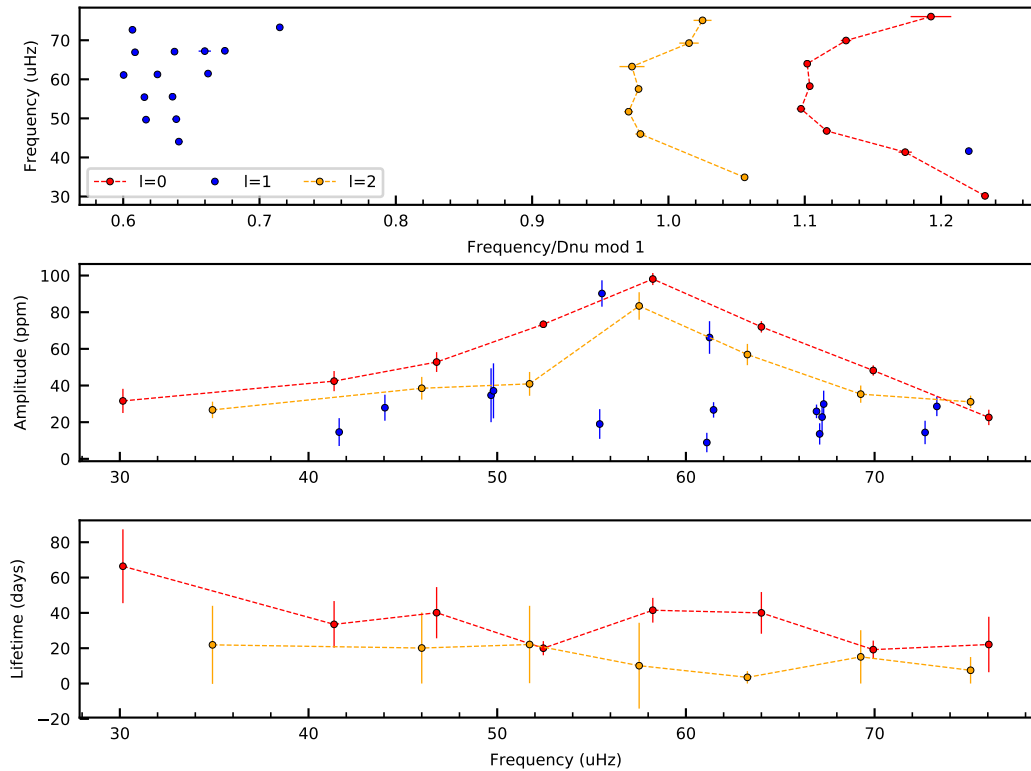 70
60
50
40
30
Frequency (uHz)
l=0 l=1 l=2
0.6 0.7 0.8 0.9 1.0 1.1 1.2
Frequency/Dnu mod 1
100
80
60
40
20
0
Amplitude (ppm)
30 40 50 60 70
80
60
40
20
0
−20
Lifetime (days)
30 40 50 60 70
Frequency (uHz)